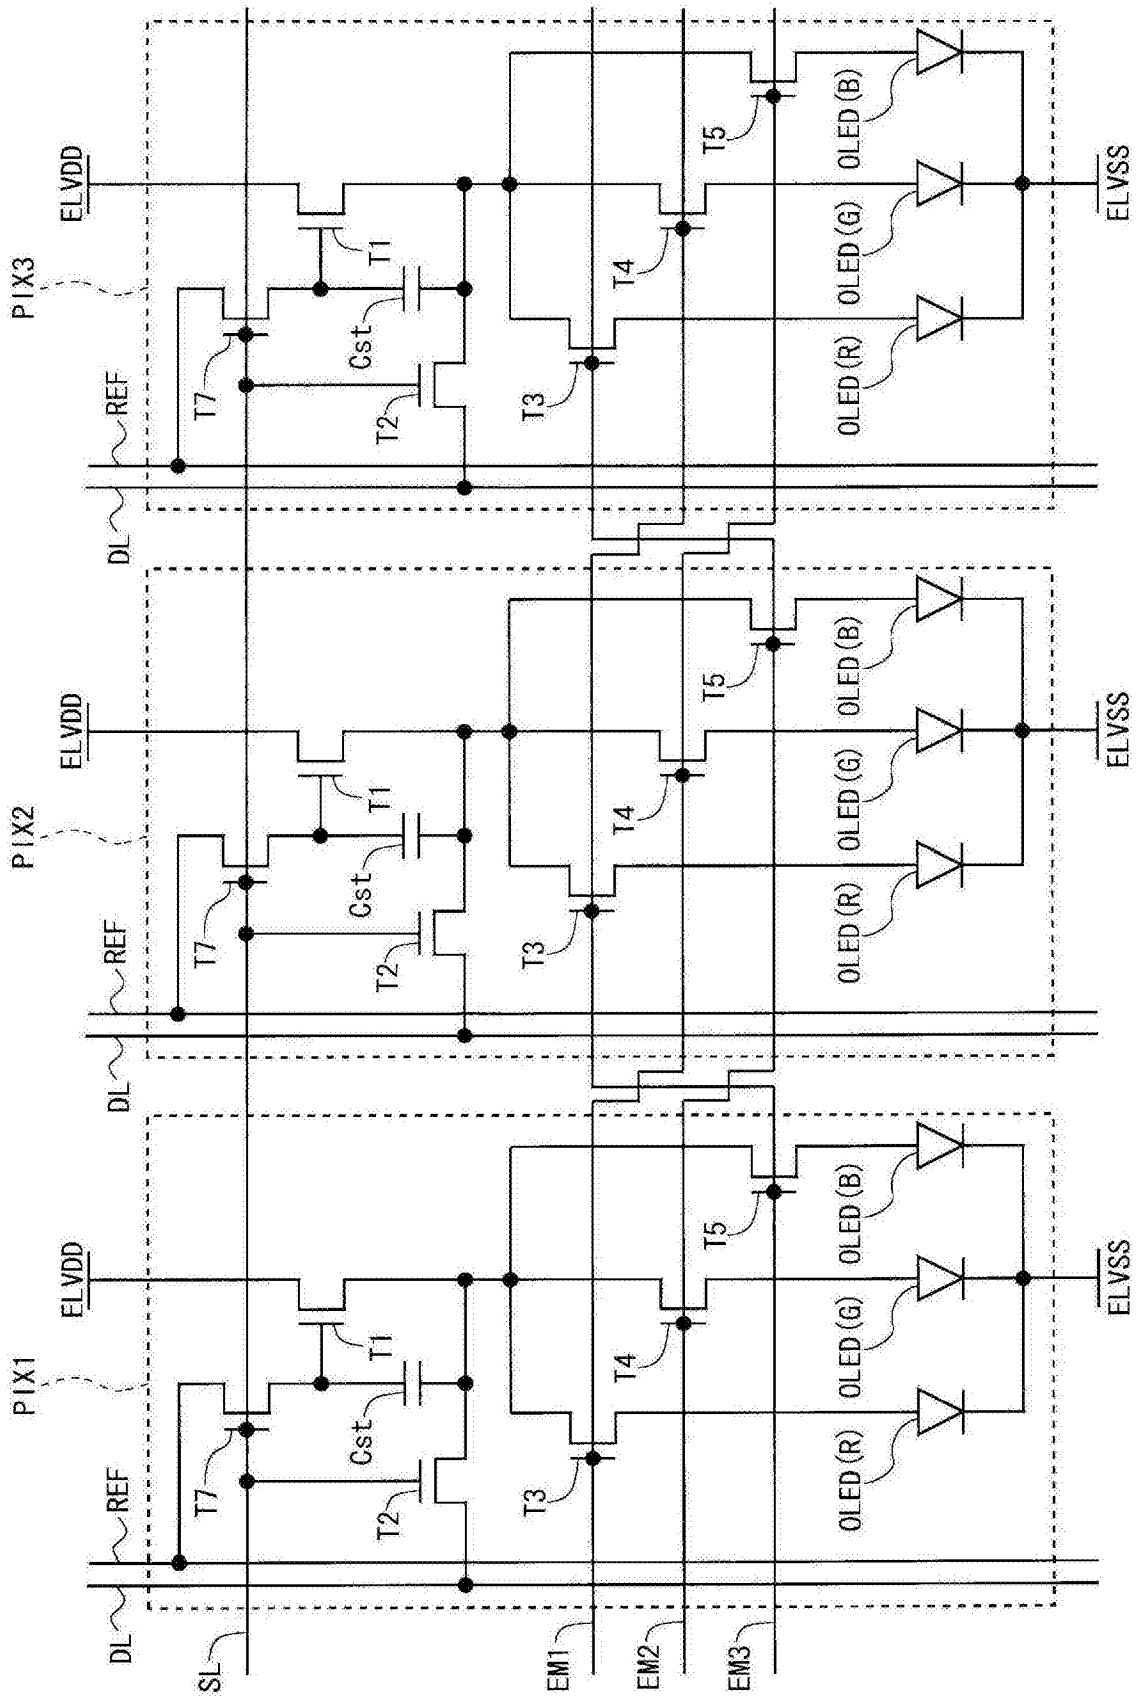 PIX1
PIX2
PIX3
ELVDD
ELVDD
ELVDD
DL
REF
DL
REF
DL
REF
SL
T7
T7
T7
T1
T1
T1
Cst
Cst
Cst
T2
T2
T2
EM1
T3
T3
T3
EM2
T4
T4
T4
EM3
T5
T5
T5
OLED(R)
OLED(G)
OLED(B)
OLED(R)
OLED(G)
OLED(B)
OLED(R)
OLED(G)
OLED(B)
ELVSS
ELVSS
ELVSS